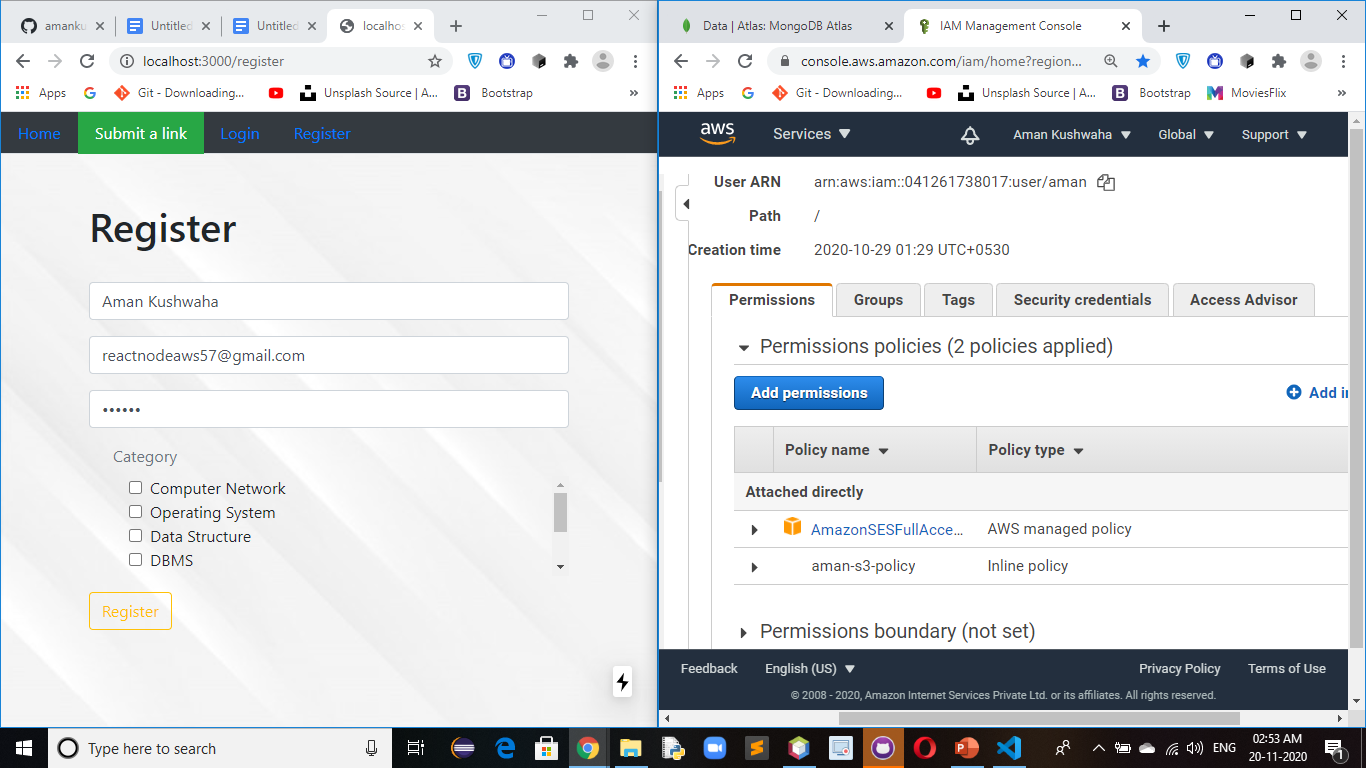 amanku
Untitled
Untitled
localhos
localhost:3000/register
Apps
Git - Downloading...
Unsplash Source | A...
B
Bootstrap
»
Home
Submit a link
Login
Register
Register
Aman Kushwaha
reactnodeaws57@gmail.com
••••••
Category
Computer Network
Operating System
Data Structure
DBMS
Register
Data | Atlas: MongoDB Atlas
IAM Management Console
console.aws.amazon.com/iam/home?region...
Apps
Git - Downloading...
Unsplash Source | A...
B
Bootstrap
MoviesFlix
»
aws
Services
Aman Kushwaha
Global
Support
User ARN arn:aws:iam::041261738017:user/aman
Path /
Creation time 2020-10-29 01:29 UTC+0530
Permissions
Groups
Tags
Security credentials
Access Advisor
Permissions policies (2 policies applied)
Add permissions
Add in
Policy name
Policy type
Attached directly
AmazonSESFullAcce... AWS managed policy
aman-s3-policy Inline policy
Permissions boundary (not set)
Feedback
English (US)
Privacy Policy
Terms of Use
© 2008 - 2020, Amazon Internet Services Private Ltd. or its affiliates. All rights reserved.
Type here to search
ENG
02:53 AM
20-11-2020
1